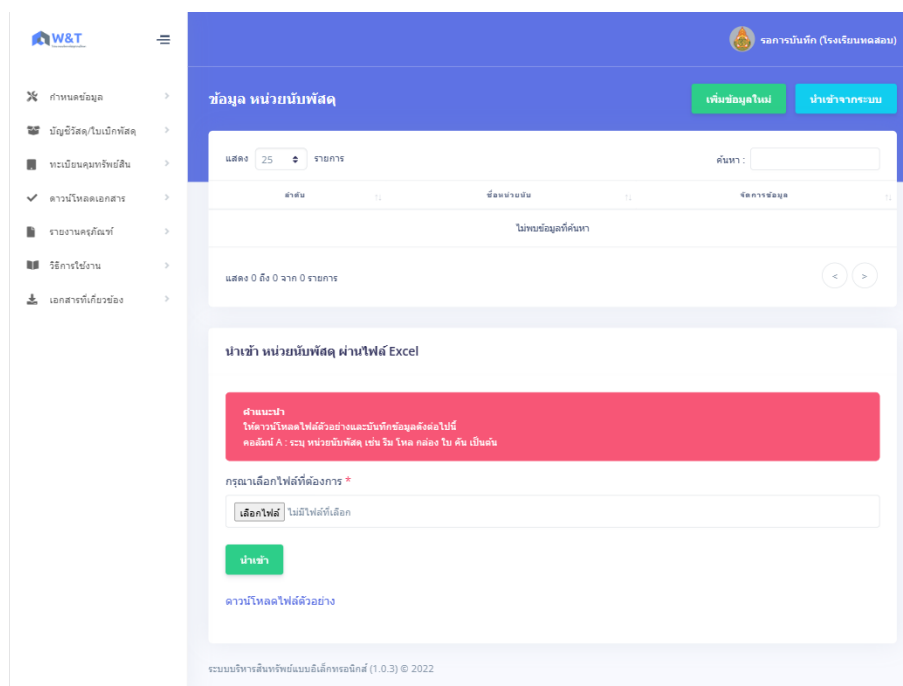 W&T
รอการบันทึก (โรงเรียนทดสอบ)
กำหนดข้อมูล
บัญชีวัสดุ/ใบเบิกพัสดุ
ทะเบียนคุมทรัพย์สิน
ดาวน์โหลดเอกสาร
รายงานครุภัณฑ์
วิธีการใช้งาน
เอกสารที่เกี่ยวข้อง
ข้อมูล หน่วยนับพัสดุ
เพิ่มข้อมูลใหม่
นำเข้าจากระบบ
แสดง 25 รายการ
ค้นหา :
ลำดับ ชื่อหน่วยนับ จัดการข้อมูล
ไม่พบข้อมูลที่ค้นหา
แสดง 0 ถึง 0 จาก 0 รายการ
< >
นำเข้า หน่วยนับพัสดุ ผ่านไฟล์ Excel
คำแนะนำ
ให้ดาวน์โหลดไฟล์ตัวอย่างและบันทึกข้อมูลดังต่อไปนี้
คอลัมน์ A : ระบุ หน่วยนับพัสดุ เช่น ริม โหล กล่อง ใบ คัน เป็นต้น
กรุณาเลือกไฟล์ที่ต้องการ *
เลือกไฟล์ ไม่มีไฟล์ที่เลือก
นำเข้า
ดาวน์โหลดไฟล์ตัวอย่าง
ระบบบริหารสินทรัพย์แบบอิเล็กทรอนิกส์ (1.0.3) © 2022